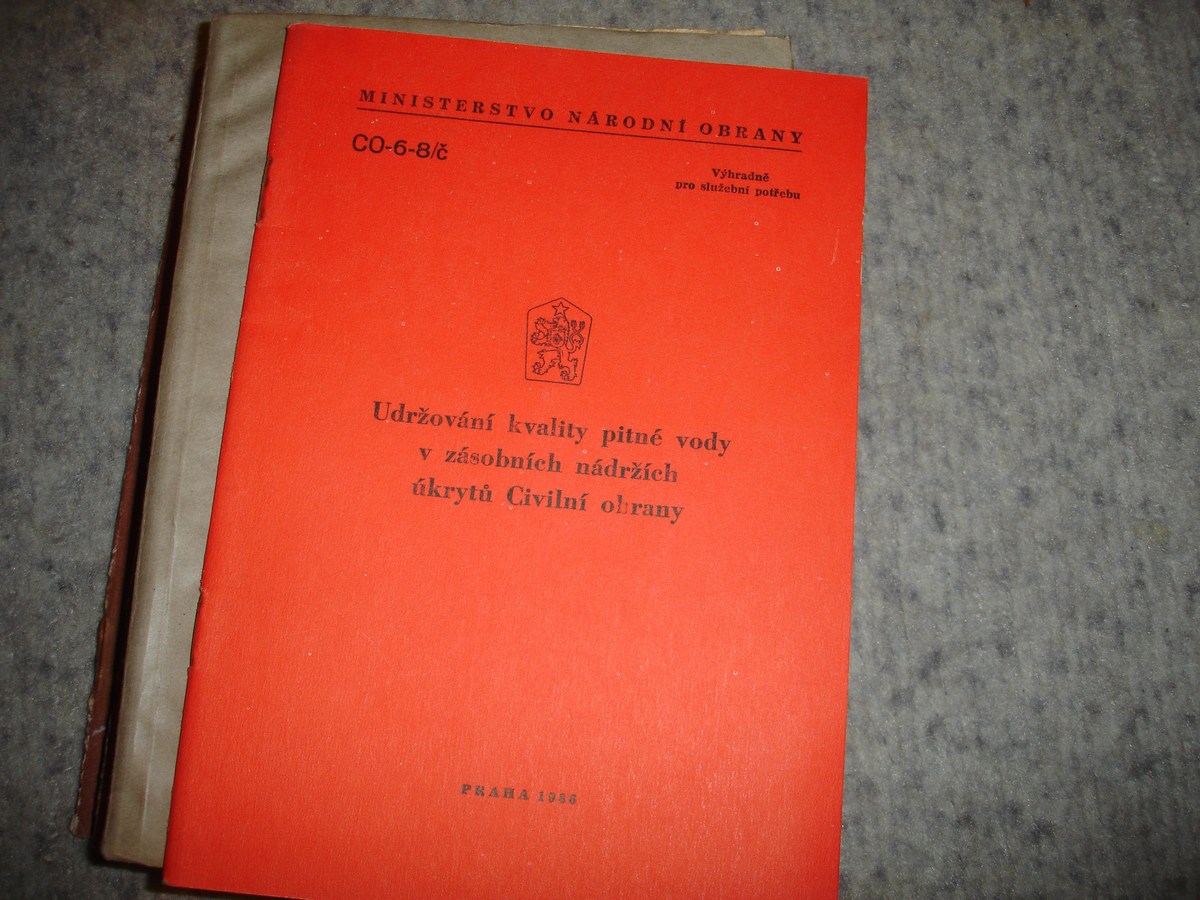 MINISTERSTVO NÁRODNÍ OBRANY
CO-6-8/č
Výhradně
pro služební potřebu
Udržování kvality pitné vody
v zásobních nádržích
úkrytů Civilní obrany
PRAHA 1986